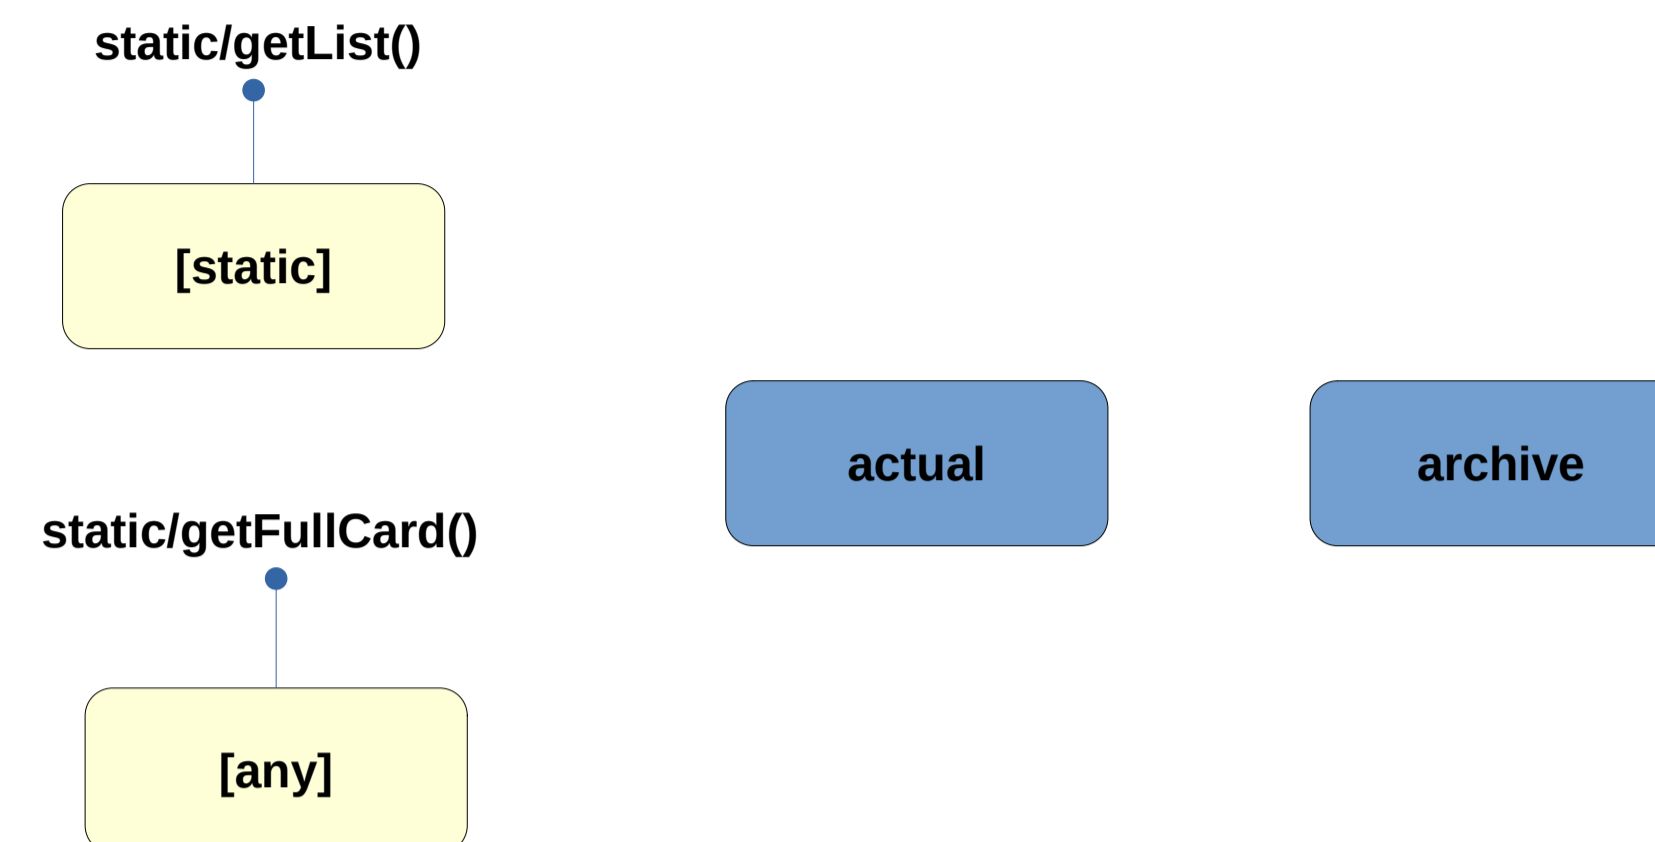 static/getList()
[static]
actual
archive
static/getFullCard()
[any]